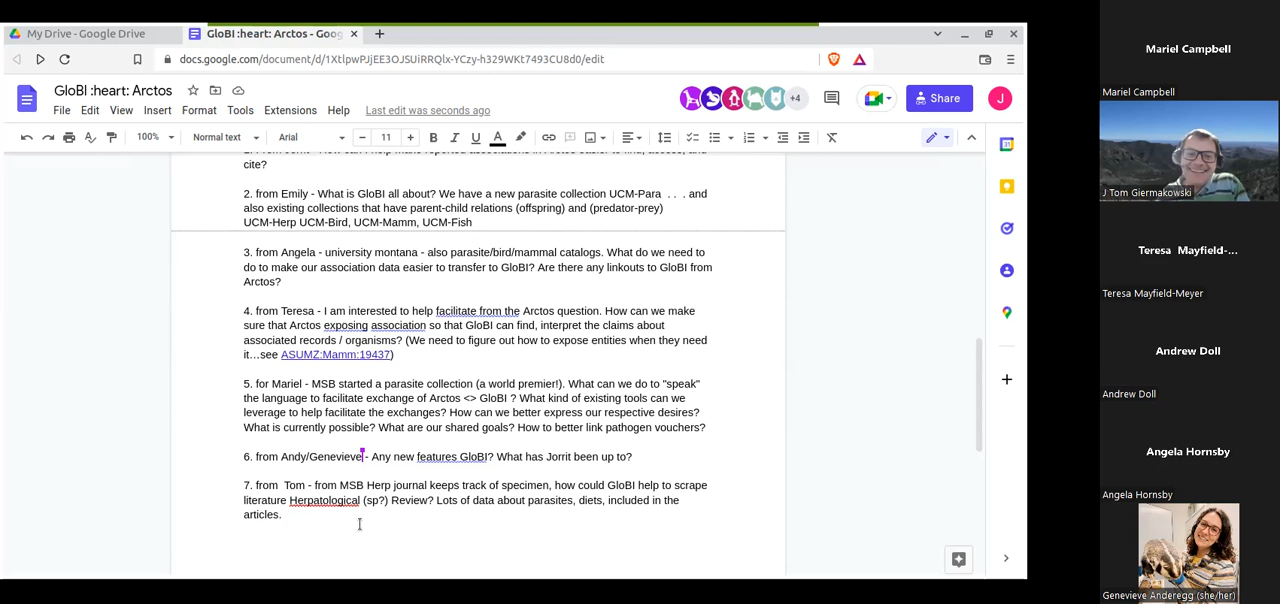 My Drive - Google Drive
GloBI :heart: Arctos - Goog
docs.google.com/document/d/1XtlpwPJjEE3OJSUiRRQlx-YCzy-h329WKt7493CU8d0/edit
GloBI :heart: Arctos
File Edit View Insert Format Tools Extensions Help Last edit was seconds ago
+4
Share
J
100% Normal text Arial 11
cite?
2. from Emily - What is GloBI all about? We have a new parasite collection UCM-Para . . . and
also existing collections that have parent-child relations (offspring) and (predator-prey)
UCM-Herp UCM-Bird, UCM-Mamm, UCM-Fish
3. from Angela - university montana - also parasite/bird/mammal catalogs. What do we need to
do to make our association data easier to transfer to GloBI? Are there any linkouts to GloBI from
Arctos?
4. from Teresa - I am interested to help facilitate from the Arctos question. How can we make
sure that Arctos exposing association so that GloBI can find, interpret the claims about
associated records / organisms? (We need to figure out how to expose entities when they need
it…see ASUMZ:Mamm:19437)
5. for Mariel - MSB started a parasite collection (a world premier!). What can we do to "speak"
the language to facilitate exchange of Arctos <> GloBI ? What kind of existing tools can we
leverage to help facilitate the exchanges? How can we better express our respective desires?
What is currently possible? What are our shared goals? How to better link pathogen vouchers?
6. from Andy/Genevieve - Any new features GloBI? What has Jorrit been up to?
7. from  Tom - from MSB Herp journal keeps track of specimen, how could GloBI help to scrape
literature Herpatological (sp?) Review? Lots of data about parasites, diets, included in the
articles.
Mariel Campbell
Mariel Campbell
J Tom Giermakowski
Teresa Mayfield-...
Teresa Mayfield-Meyer
Andrew Doll
Andrew Doll
Angela Hornsby
Angela Hornsby
Genevieve Anderegg (she/her)